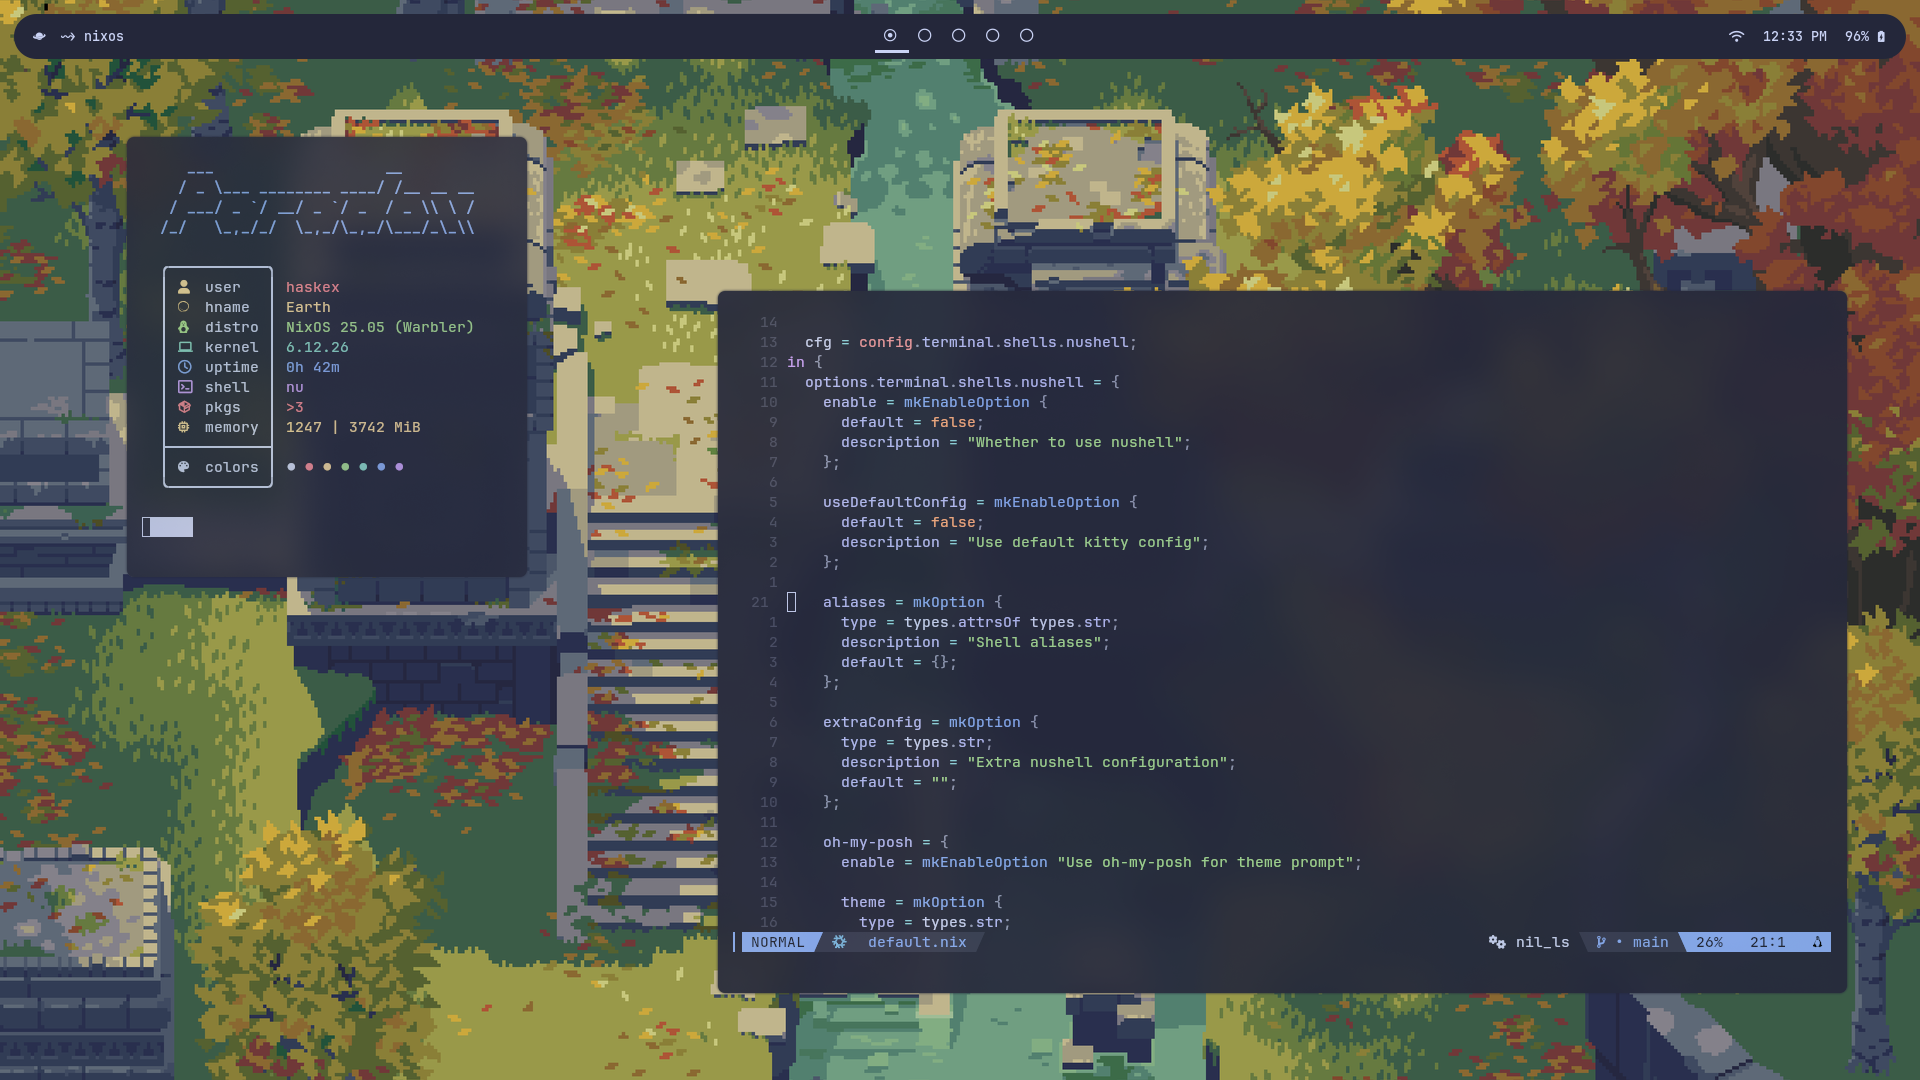 nixos
12:33 PM 96%
user haskex
hname Earth
distro NixOS 25.05 (Warbler)
kernel 6.12.26
uptime 0h 42m
shell nu
pkgs >3
memory 1247 | 3742 MiB
colors
14
13 cfg = config.terminal.shells.nushell;
12 in {
11 options.terminal.shells.nushell = {
10 enable = mkEnableOption {
9 default = false;
8 description = "Whether to use nushell";
7 };
6
5 useDefaultConfig = mkEnableOption {
4 default = false;
3 description = "Use default kitty config";
2 };
1
21 aliases = mkOption {
1 type = types.attrsOf types.str;
2 description = "Shell aliases";
3 default = {};
4 };
5
6 extraConfig = mkOption {
7 type = types.str;
8 description = "Extra nushell configuration";
9 default = "";
10 };
11
12 oh-my-posh = {
13 enable = mkEnableOption "Use oh-my-posh for theme prompt";
14
15 theme = mkOption {
16 type = types.str;
NORMAL default.nix nil_ls • main 26% 21:1